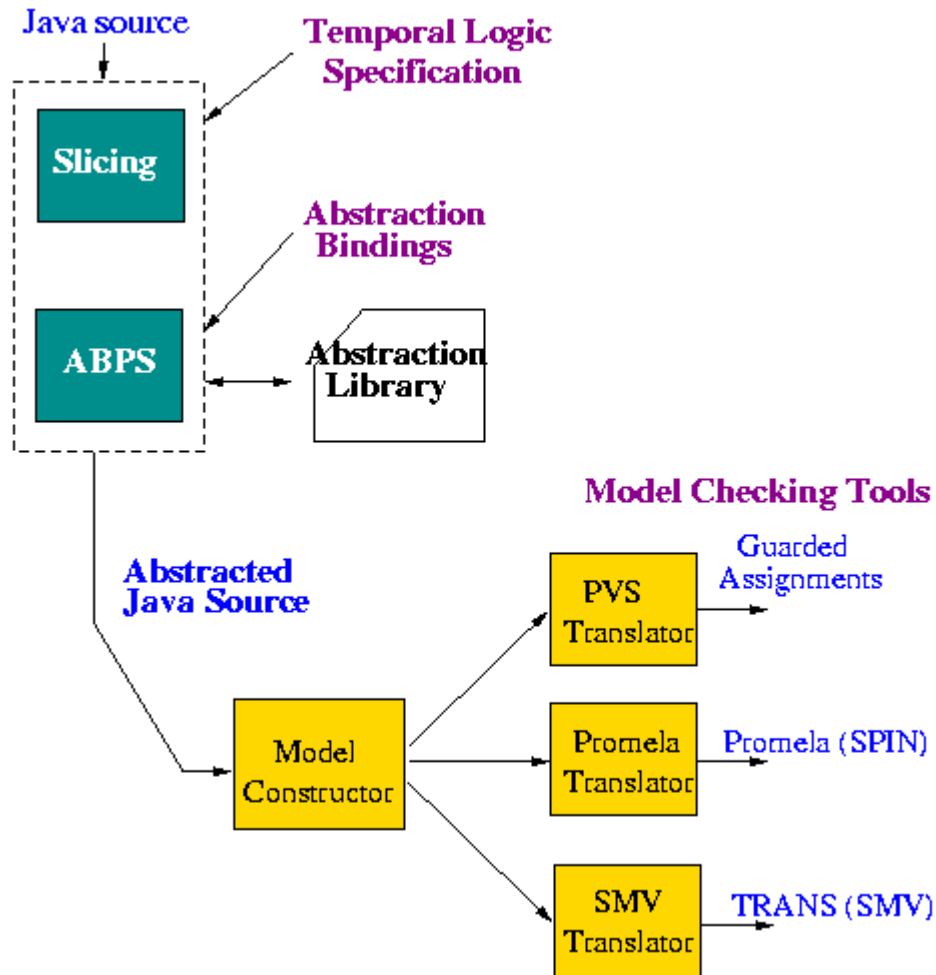 Java source
Temporal Logic
Specification
Slicing
Abstraction
Bindings
ABPS
Abstraction
Library
Model Checking Tools
Abstracted
Java Source
Guarded
Assignments
PVS
Translator
Model
Constructor
Promela
Translator
Promela (SPIN)
SMV
Translator
TRANS (SMV)